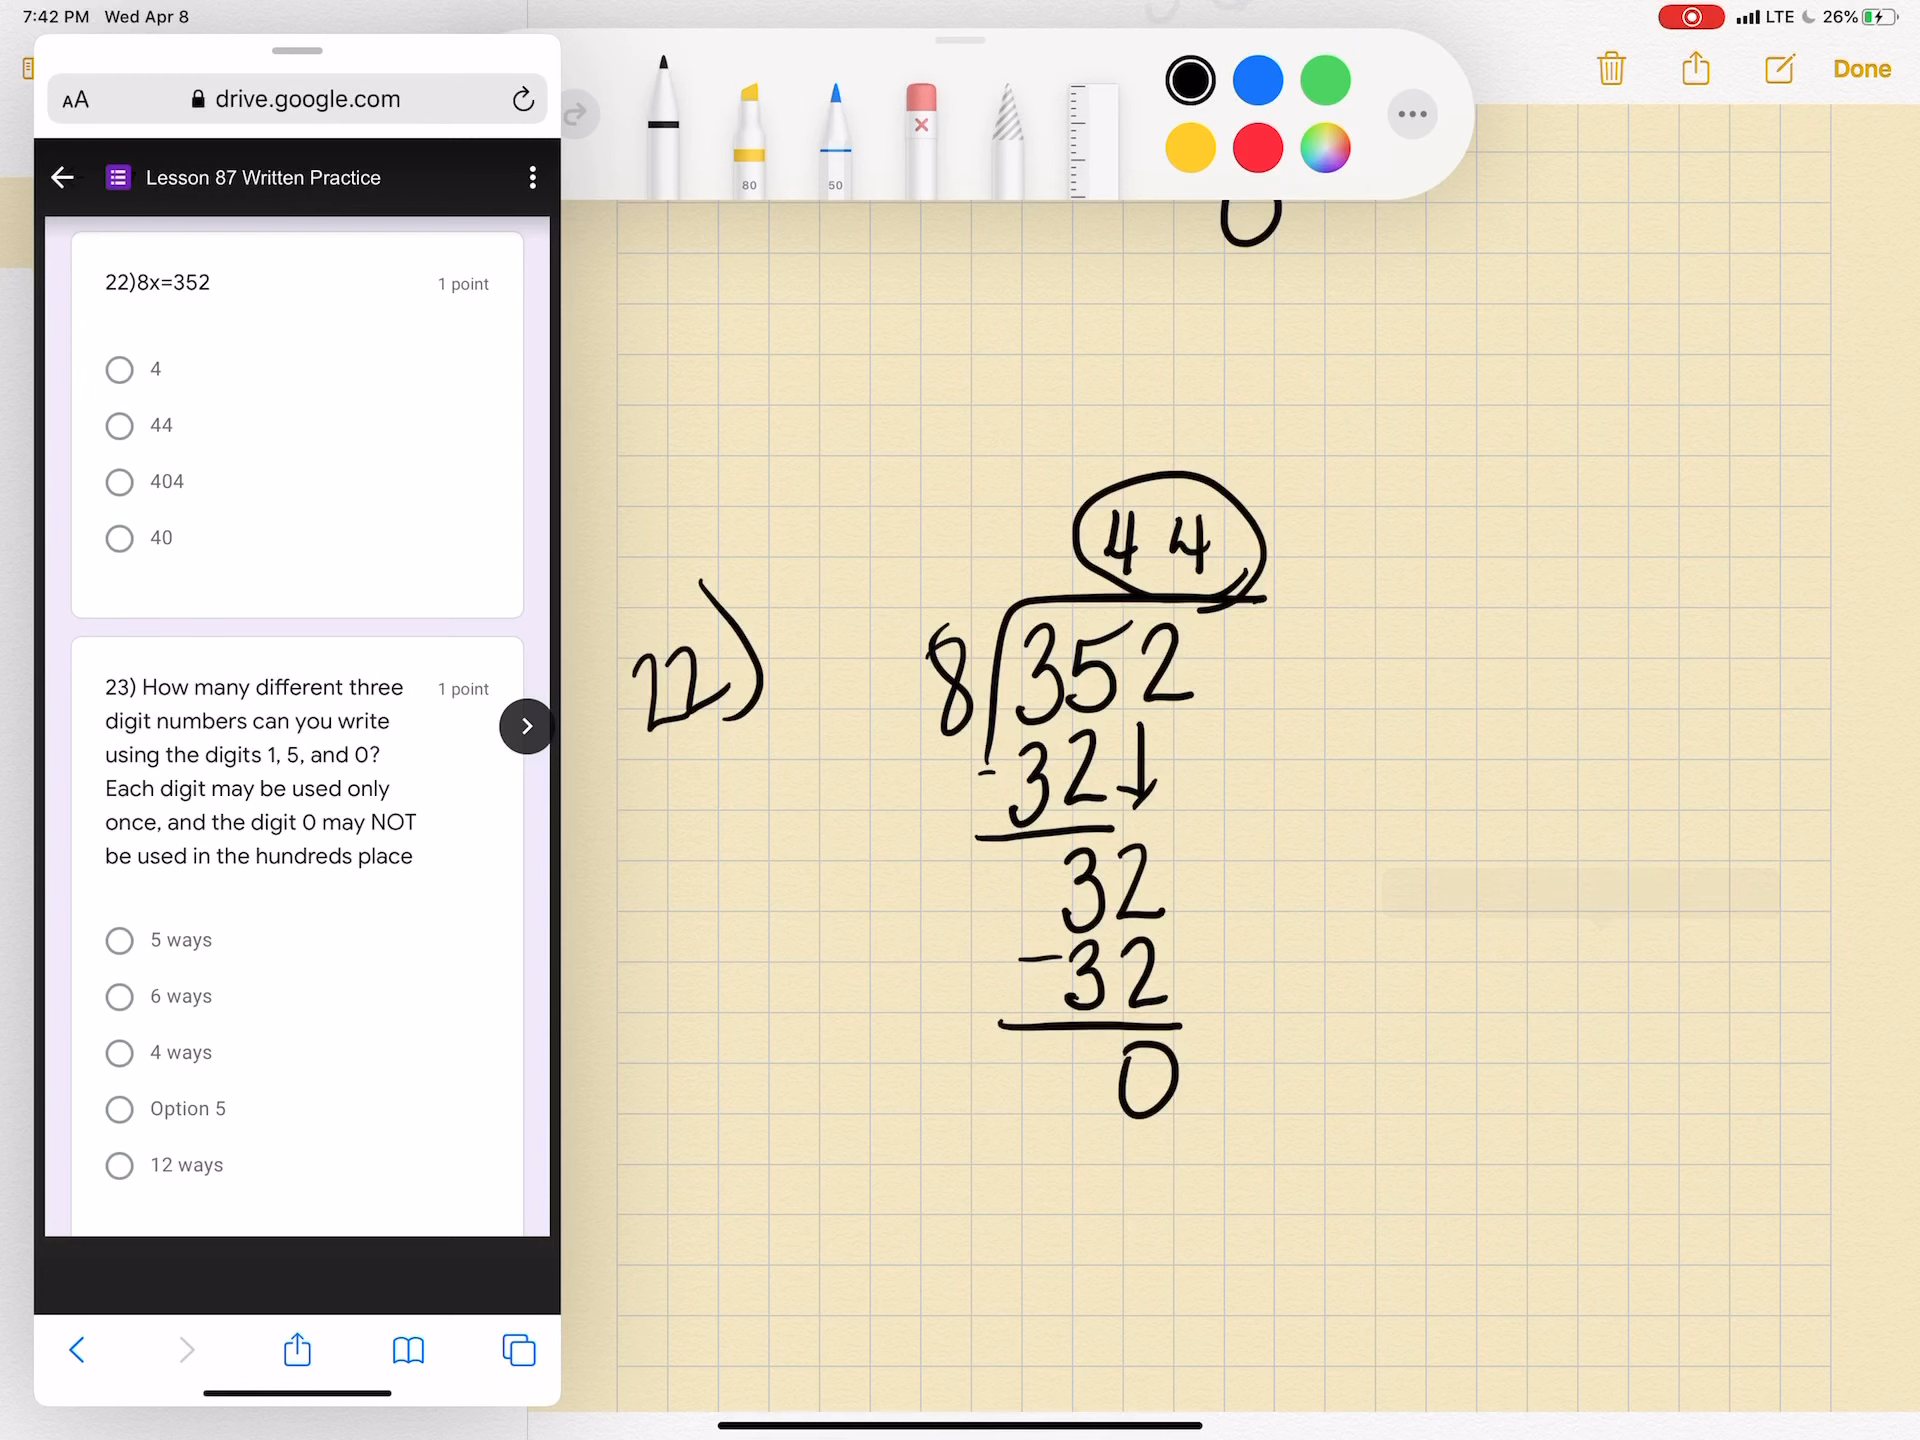 7:42 PM Wed Apr 8
LTE 26%
AA drive.google.com
Done
80
50
Lesson 87 Written Practice
22)8x=352
1 point
4
44
404
40
23) How many different three
1 point
digit numbers can you write
using the digits 1, 5, and 0?
Each digit may be used only
once, and the digit 0 may NOT
be used in the hundreds place
5 ways
6 ways
4 ways
Option 5
12 ways
0
44
22) 8 352
-32
32
-32
0